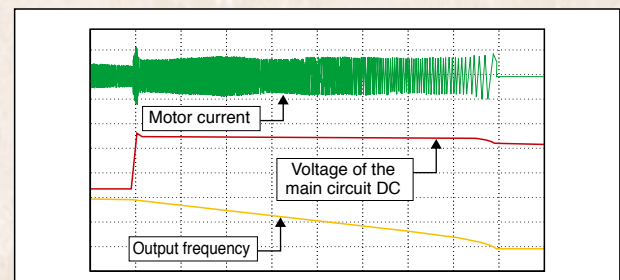 Motor current
Voltage of the
main circuit DC
Output frequency